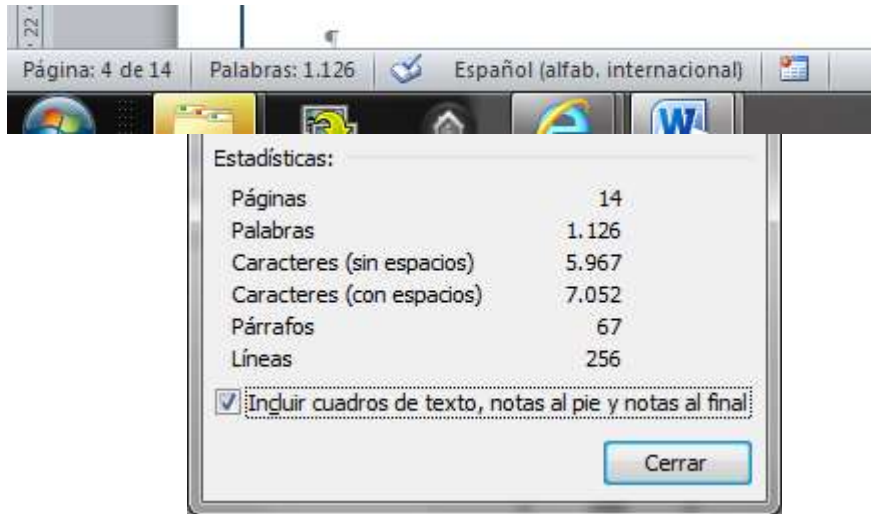 22
¶
Página: 4 de 14 Palabras: 1.126 Español (alfab. internacional)
W
Estadísticas:
Páginas 14
Palabras 1.126
Caracteres (sin espacios) 5.967
Caracteres (con espacios) 7.052
Párrafos 67
Líneas 256
Incluir cuadros de texto, notas al pie y notas al final
Cerrar